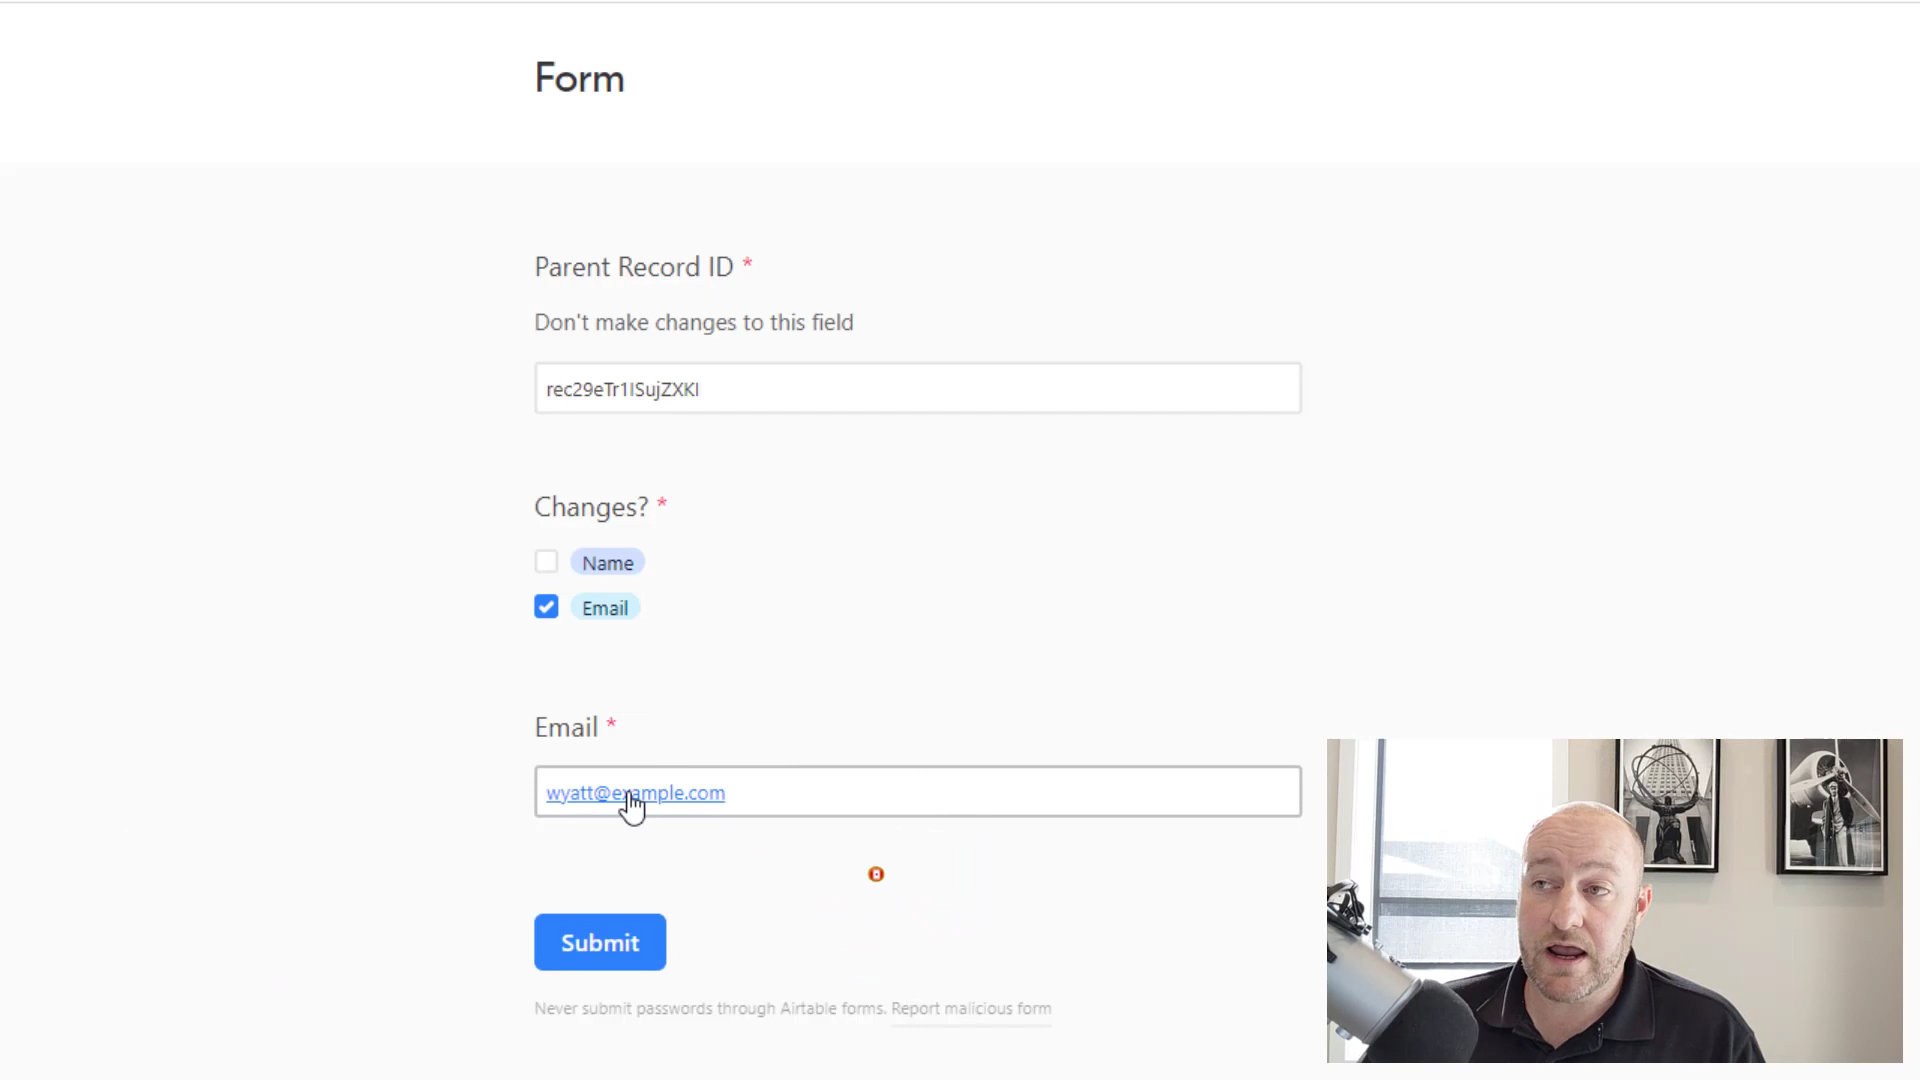 Form
Parent Record ID *
Don't make changes to this field
rec29eTr1ISujZXKI
Changes? *
Name
Email
Email *
wyatt@example.com
Submit
Never submit passwords through Airtable forms. Report malicious form